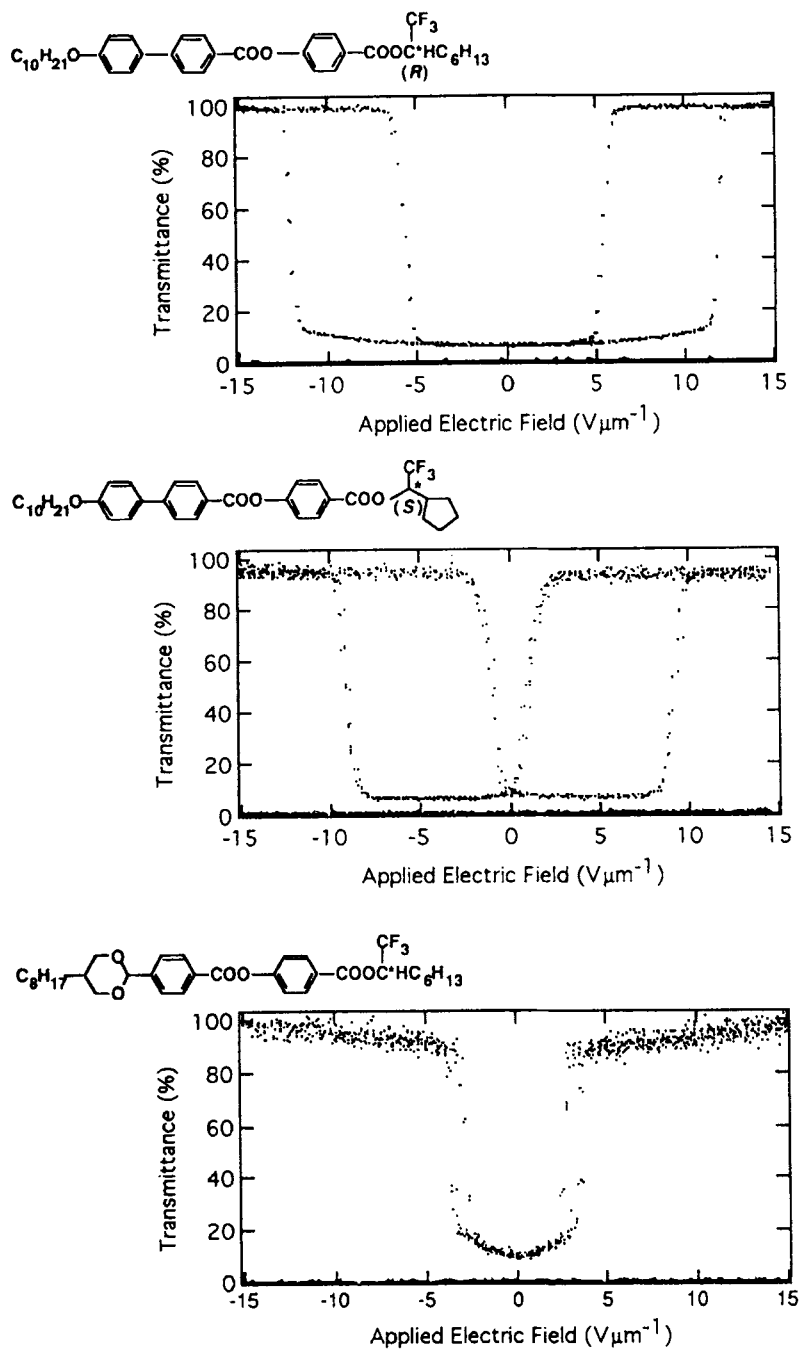 CF3
C10H21O COO COOC*HC6H13
(R)
100
80
60
40
20
0
Transmittance (%)
-15 -10 -5 0 5 10 15
Applied Electric Field (Vμm-1)
CF3
*
C10H21O COO COO
(S)
100
80
60
40
20
0
Transmittance (%)
-15 -10 -5 0 5 10 15
Applied Electric Field (Vμm-1)
CF3
O
C8H17 COO COOC*HC6H13
O
100
80
60
40
20
0
Transmittance (%)
-15 -10 -5 0 5 10 15
Applied Electric Field (Vμm-1)